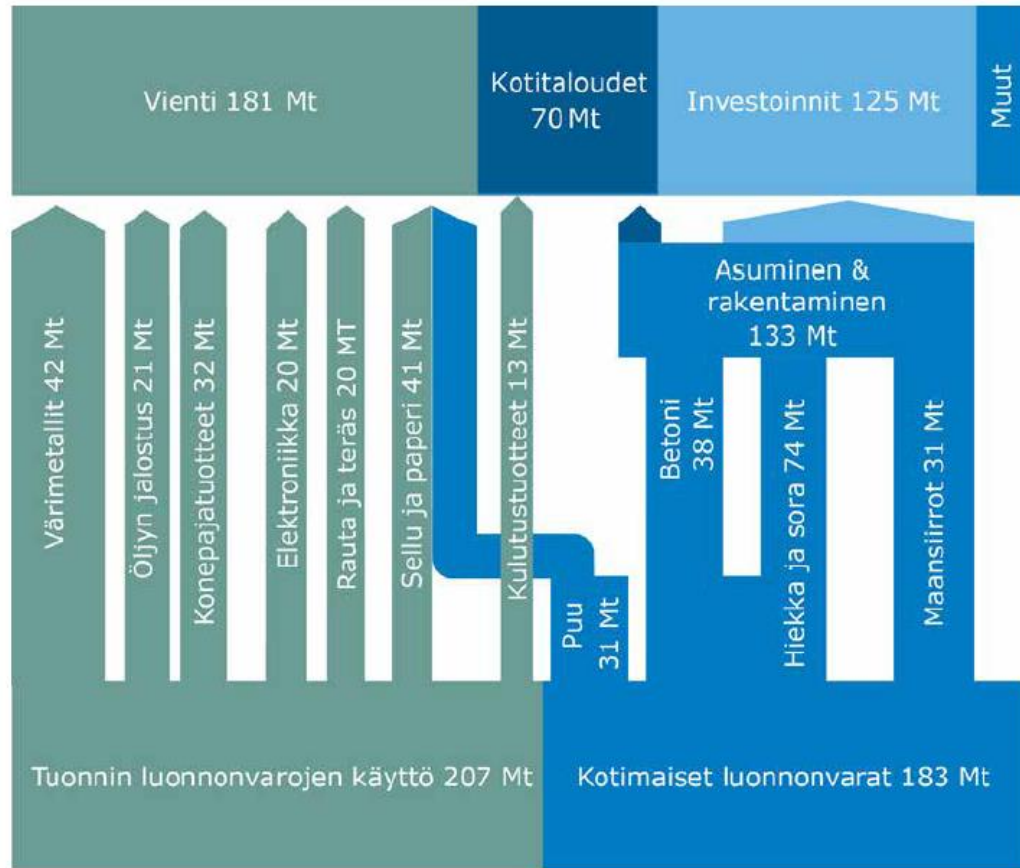 Vienti 181 Mt
Kotitaloudet
70 Mt
Investoinnit 125 Mt
Muut
Värimetallit 42 Mt
Öljyn jalostus 21 Mt
Konepajatuotteet 32 Mt
Elektroniikka 20 Mt
Rauta ja teräs 20 MT
Sellu ja paperi 41 Mt
Kulutustuotteet 13 Mt
Puu
31 Mt
Asuminen &
rakentaminen
133 Mt
Betoni
38 Mt
Hiekka ja sora 74 Mt
Maansiirrot 31 Mt
Tuonnin luonnonvarojen käyttö 207 Mt
Kotimaiset luonnonvarat 183 Mt